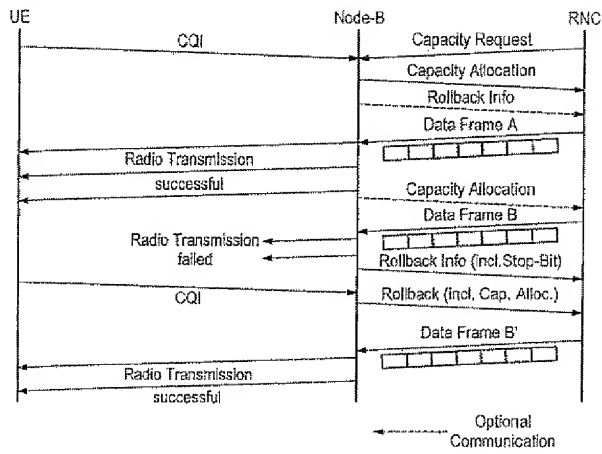 UE
Node-B
RNC
CQI
Capacity Request
Capacity Allocation
Rollback Info
Data Frame A
Radio Transmission
successful
Capacity Allocation
Data Frame B
Radio Transmission
failed
Rollback Info (incl.Stop-Bit)
CQI
Rollback (incl. Cap. Alloc.)
Data Frame B'
Radio Transmission
successful
Optional
Communication